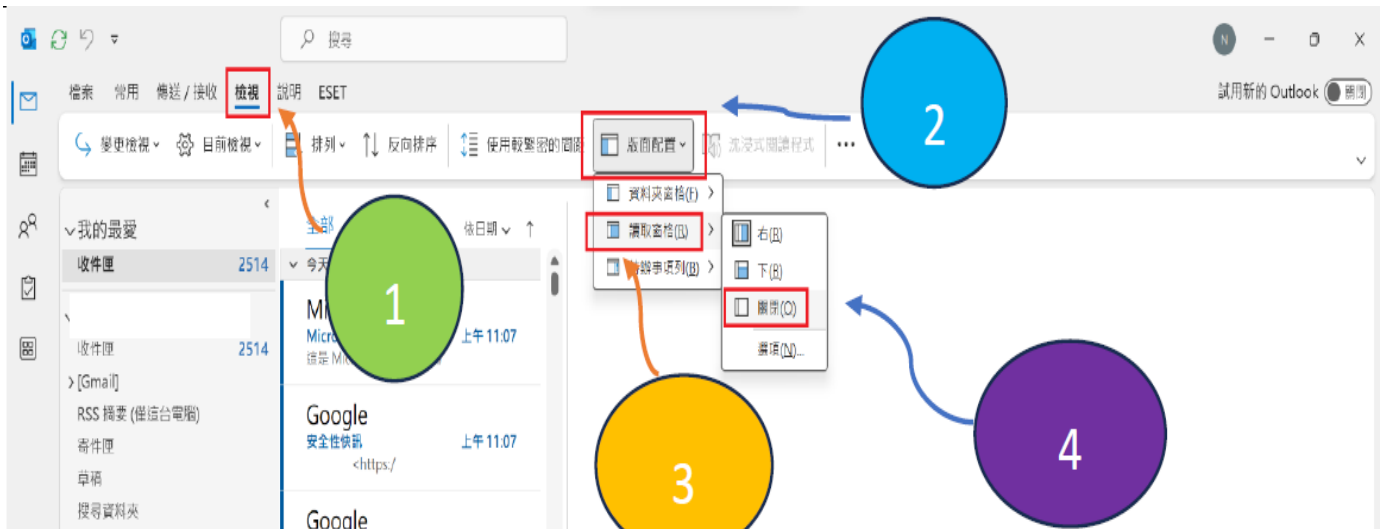 搜尋
N
檔案 常用 傳送 / 接收 檢視 說明 ESET
試用新的 Outlook 關閉
變更檢視 目前檢視 排列 反向排序 使用較緊密的間距 版面配置 沈浸式閱讀程式 •••
2
資料夾窗格(F)
讀取窗格(R)
待辦事項列(B)
右(R)
下(B)
關閉(O)
選項(N)...
我的最愛
收件匣 2514
收件匣 2514
[Gmail]
RSS 摘要 (僅這台電腦)
寄件匣
草稿
搜尋資料夾
全部 依日期
今天
1
Mi
Micro 上午 11:07
這是 Mi
Google
安全性快訊 上午 11:07
<https:/
Google
3
4